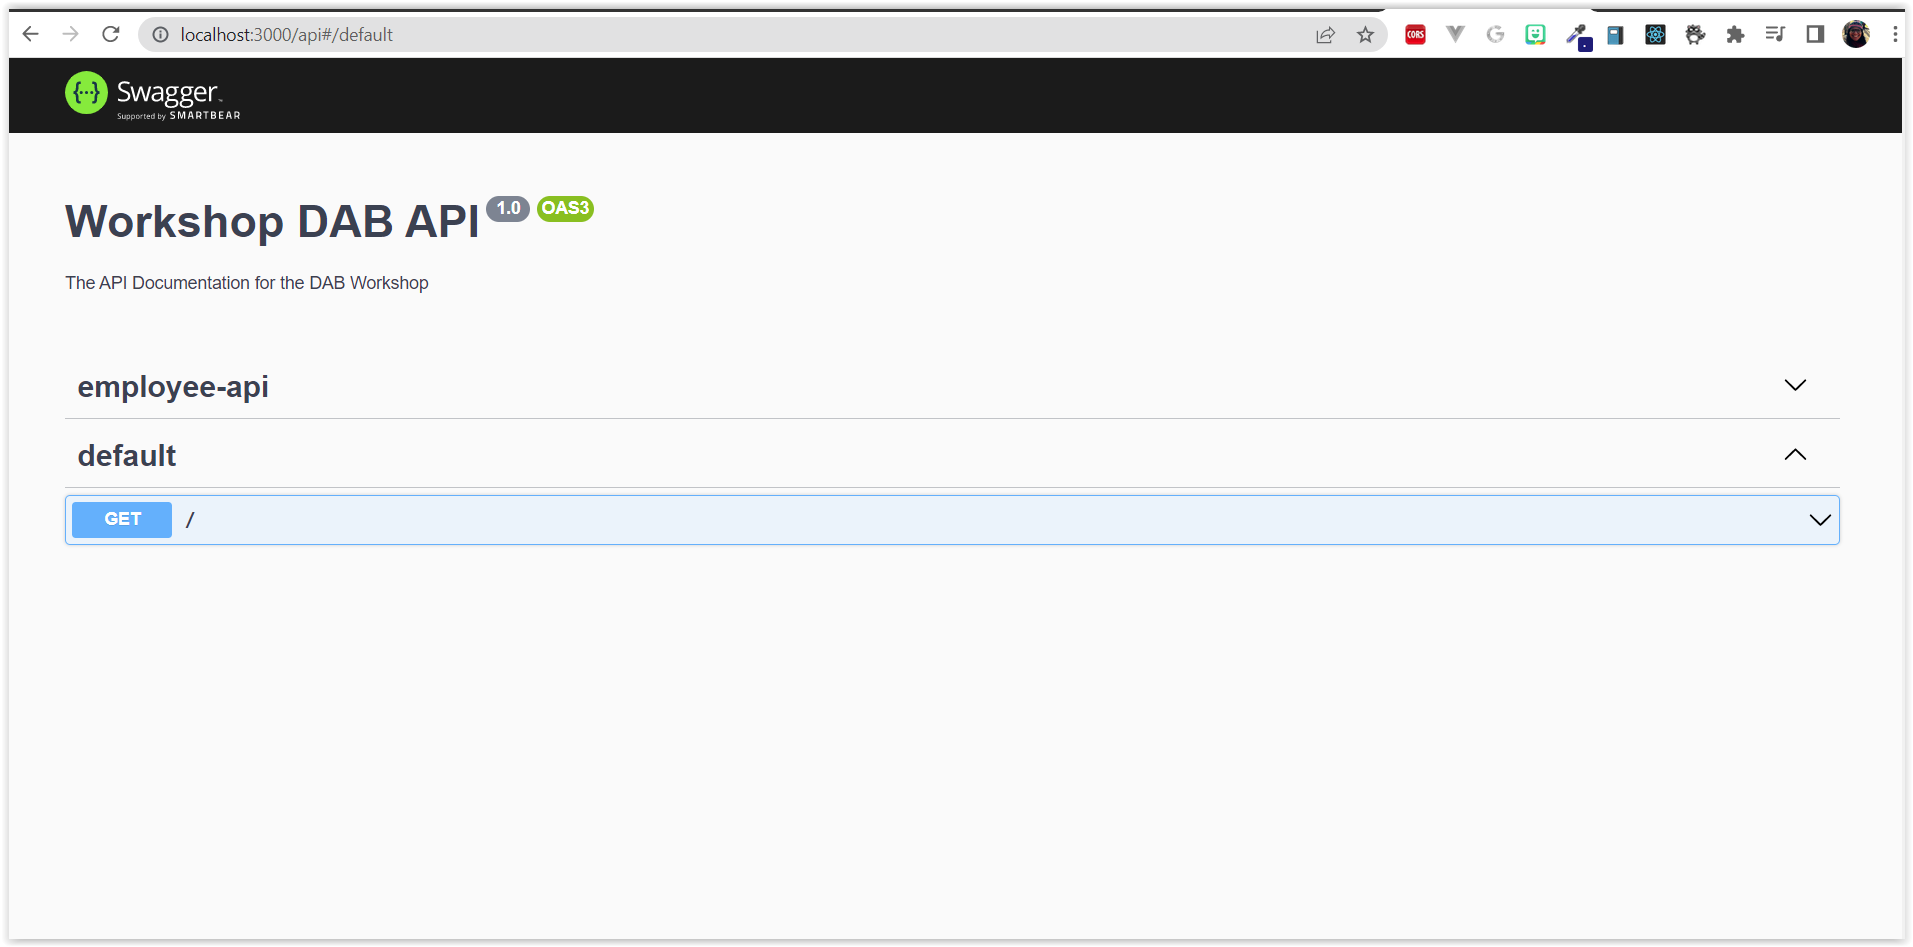 localhost:3000/api#/default
CORS
{···} Swagger™
Supported by SMARTBEAR
Workshop DAB API 1.0 OAS3
The API Documentation for the DAB Workshop
employee-api
default
GET /